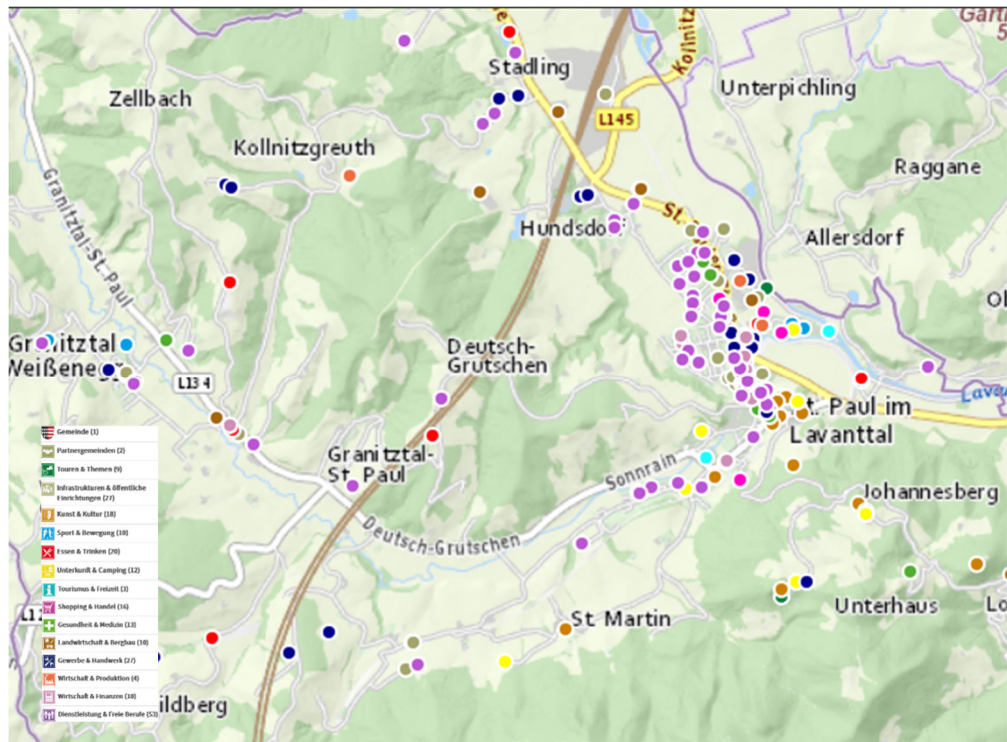 Stadling
Zellbach
Unterpichling
Kollnitz
L145
Kollnitzgreuth
Raggane
Granitztal-St. Paul
Hundsdorf
St.
Allersdorf
Granitztal
Weißenegg
Deutsch-
Grutschen
L134
St. Paul im
Lavanttal
Granitztal-
St. Paul
Sonnrain
Johannesberg
Deutsch-Grutschen
Unterhaus
St. Martin
Gemeinde (1)
Partnergemeinden (2)
Touren & Themen (9)
Infrastrukturen & öffentliche
Einrichtungen (27)
Kunst & Kultur (18)
Sport & Bewegung (10)
Essen & Trinken (20)
Unterkunft & Camping (12)
Tourismus & Freizeit (3)
Shopping & Handel (16)
Gesundheit & Medizin (13)
Landwirtschaft & Bergbau (10)
Gewerbe & Handwerk (27)
Wirtschaft & Produktion (4)
Wirtschaft & Finanzen (18)
Dienstleistung & Freie Berufe (53)
ildberg